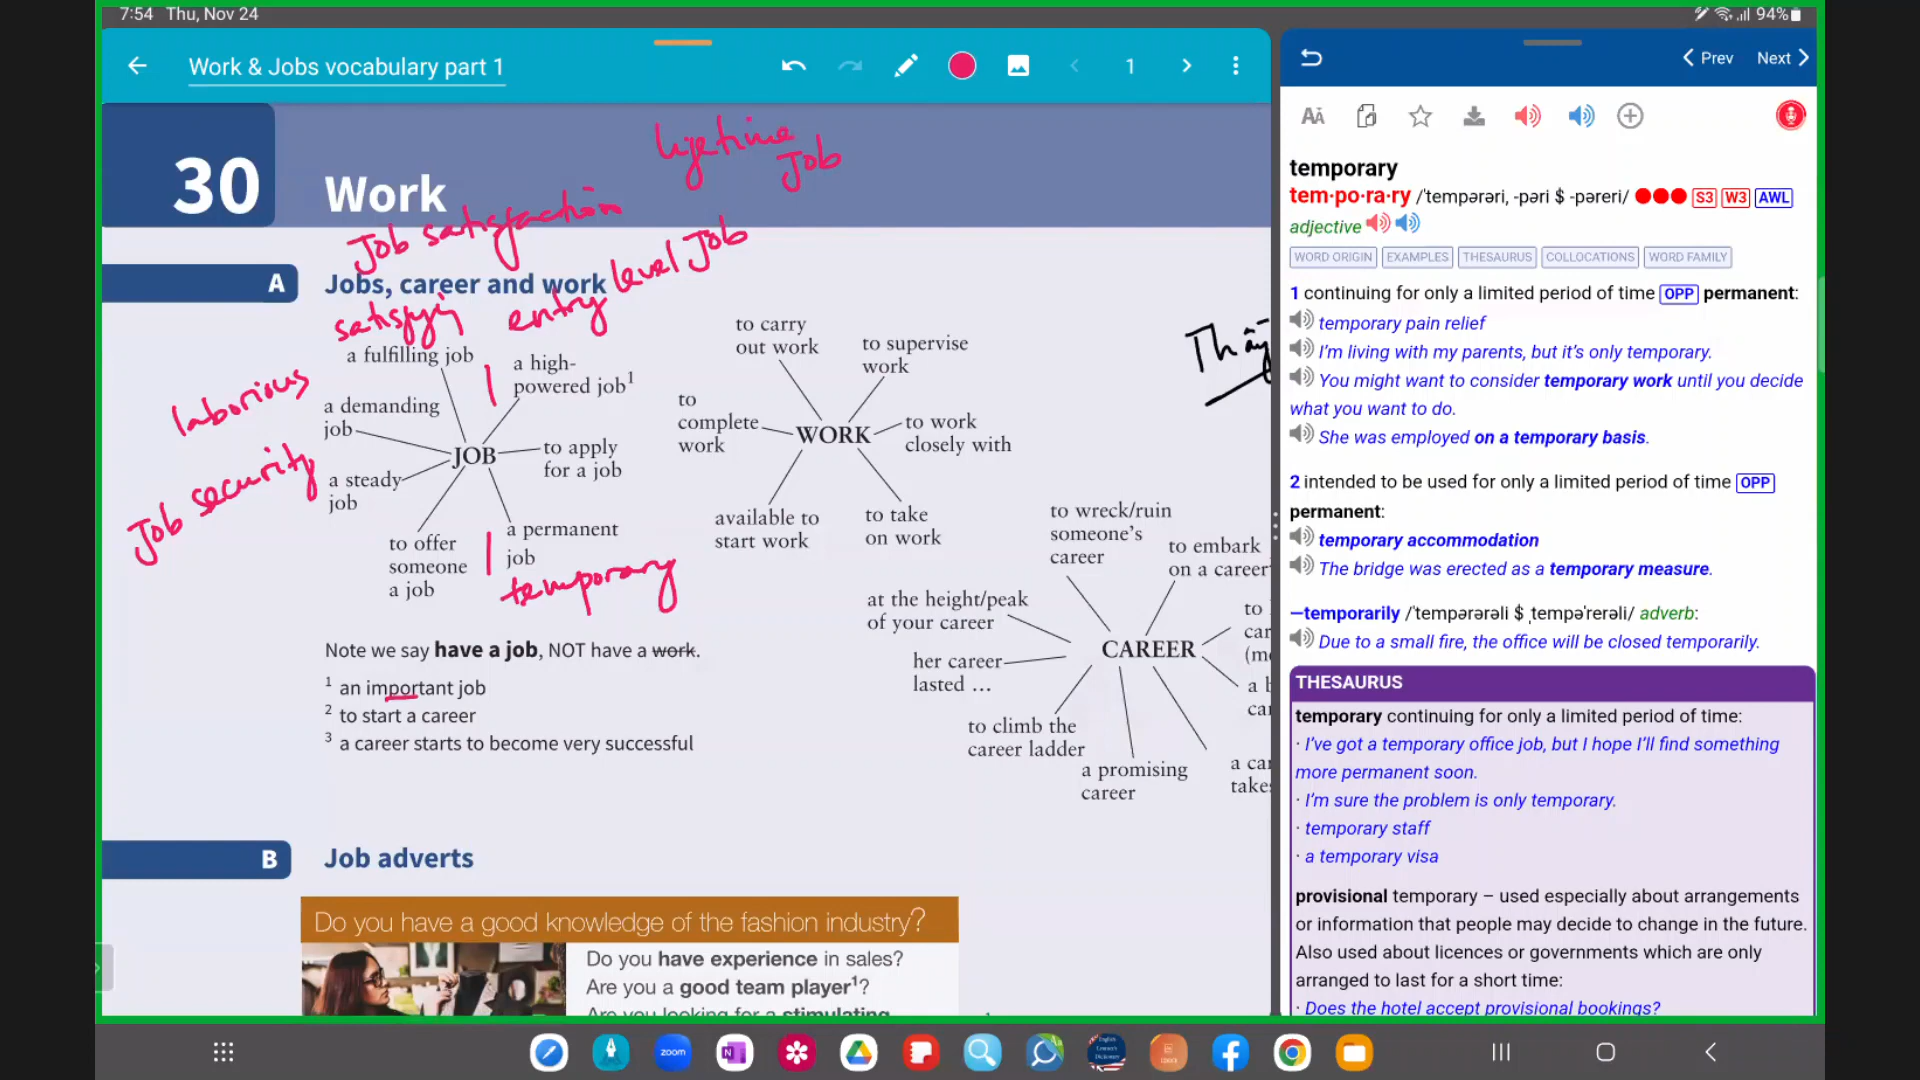 7:54 Thu, Nov 24
94%
Work & Jobs vocabulary part 1
1
30
Work
lifetime
Job
Job satisfaction
entry level Job
A
Jobs, career and work
satisfyij
laborious
Job security
a fulfilling job
a high-
powered job1
a demanding
job
JOB
to apply
for a job
a steady
job
to offer
someone
a job
a permanent
job
temporary
to carry
out work
to supervise
work
to
complete
work
WORK
to work
closely with
available to
start work
to take
on work
Thầy
to wreck/ruin
someone's
career
to embark
on a career
at the height/peak
of your career
to
car
(m
CAREER
her career
lasted ...
a b
ca
to climb the
career ladder
a promising
career
a car
takes
Note we say have a job, NOT have a work.
1 an important job
2 to start a career
3 a career starts to become very successful
B
Job adverts
Do you have a good knowledge of the fashion industry?
Do you have experience in sales?
Are you a good team player1?
Are you looking for a stimulating
Prev
Next
temporary
tem·po·ra·ry /ˈtempərəri, -pəri $ -pəreri/ S3 W3 AWL
adjective
WORD ORIGIN EXAMPLES THESAURUS COLLOCATIONS WORD FAMILY
1 continuing for only a limited period of time OPP permanent:
temporary pain relief
I'm living with my parents, but it's only temporary.
You might want to consider temporary work until you decide
what you want to do.
She was employed on a temporary basis.
2 intended to be used for only a limited period of time OPP
permanent:
temporary accommodation
The bridge was erected as a temporary measure.
—temporarily /ˈtempərərəli $ ˌtempəˈrerəli/ adverb:
Due to a small fire, the office will be closed temporarily.
THESAURUS
temporary continuing for only a limited period of time:
· I've got a temporary office job, but I hope I'll find something
more permanent soon.
· I'm sure the problem is only temporary.
· temporary staff
· a temporary visa
provisional temporary – used especially about arrangements
or information that people may decide to change in the future.
Also used about licences or governments which are only
arranged to last for a short time:
· Does the hotel accept provisional bookings?
zoom